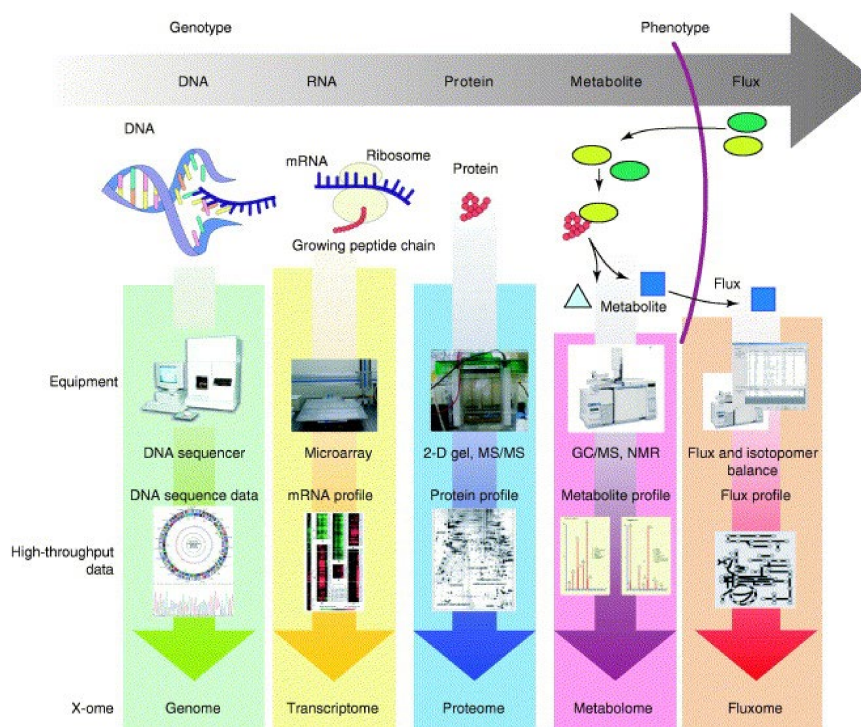 Genotype
Phenotype
DNA
RNA
Protein
Metabolite
Flux
DNA
mRNA
Ribosome
Growing peptide chain
Protein
Metabolite
Flux
Equipment
DNA sequencer
Microarray
2-D gel, MS/MS
GC/MS, NMR
Flux and isotopomer
balance
DNA sequence data
mRNA profile
Protein profile
Metabolite profile
Flux profile
High-throughput
data
X-ome
Genome
Transcriptome
Proteome
Metabolome
Fluxome